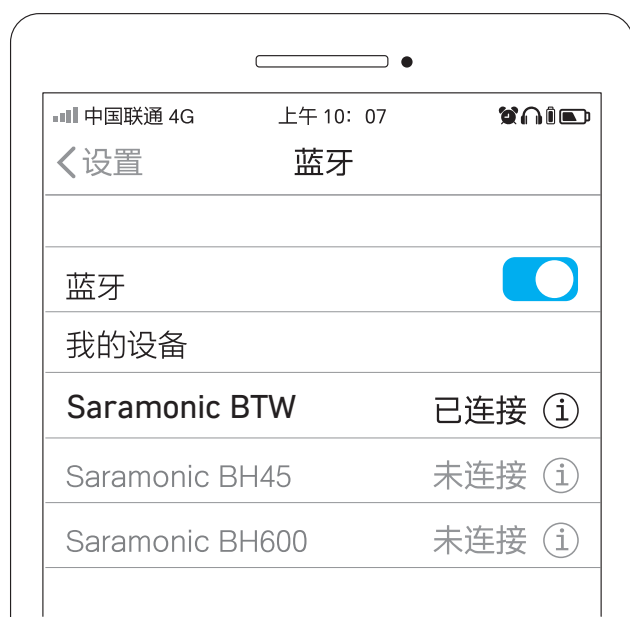 中国联通 4G 上午 10：07
设置 蓝牙
蓝牙
我的设备
Saramonic BTW 已连接 i
Saramonic BH45 未连接 i
Saramonic BH600 未连接 i